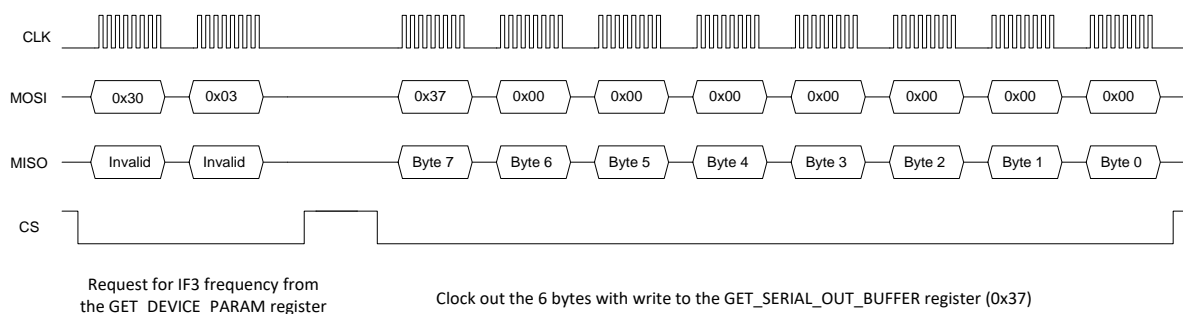 CLK
MOSI 0x30 0x03 0x37 0x00 0x00 0x00 0x00 0x00 0x00 0x00
MISO Invalid Invalid Byte 7 Byte 6 Byte 5 Byte 4 Byte 3 Byte 2 Byte 1 Byte 0
CS
Request for IF3 frequency from
the GET_DEVICE_PARAM register
Clock out the 6 bytes with write to the GET_SERIAL_OUT_BUFFER register (0x37)